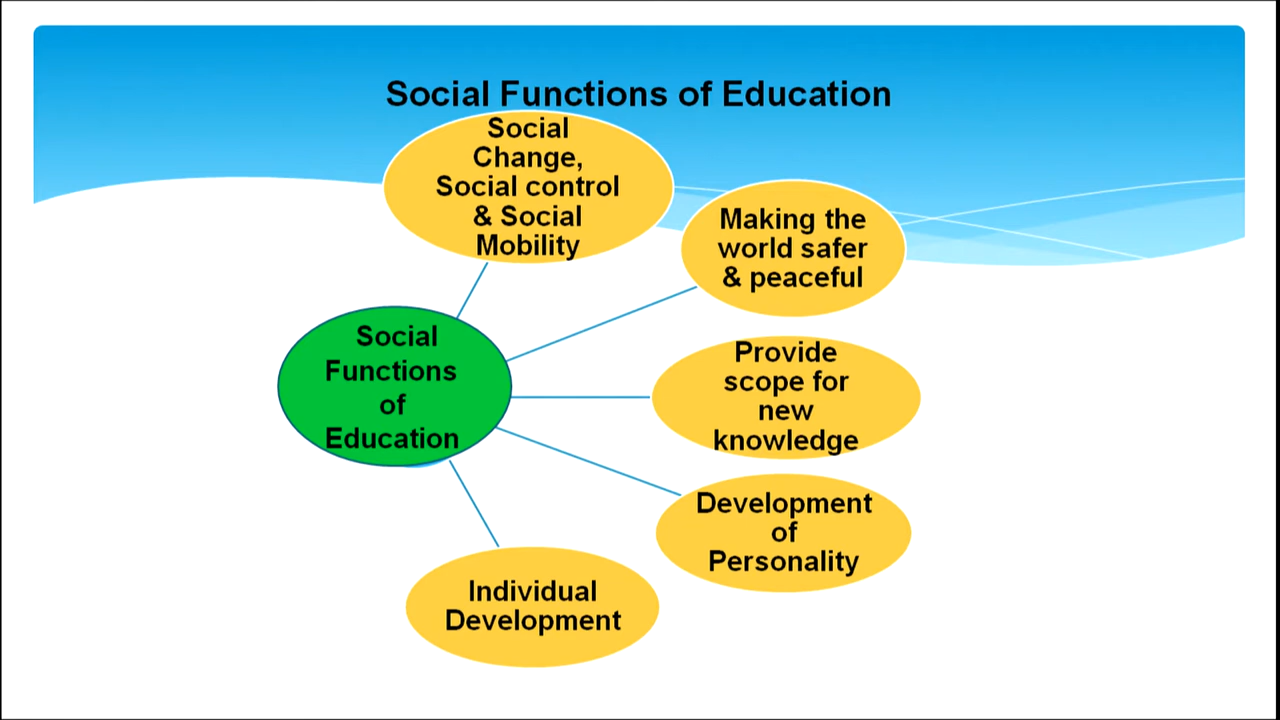 Social Functions of Education
Social
Change,
Social control
& Social
Mobility
Making the
world safer
& peaceful
Social
Functions
of
Education
Provide
scope for
new
knowledge
Development
of
Personality
Individual
Development